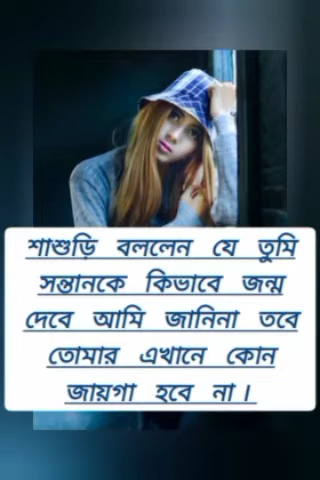 শাশুড়ি বললেন যে তুমি
সন্তানকে কিভাবে জন্ম
দেবে আমি জানিনা তবে
তোমার এখানে কোন
জায়গা হবে না।